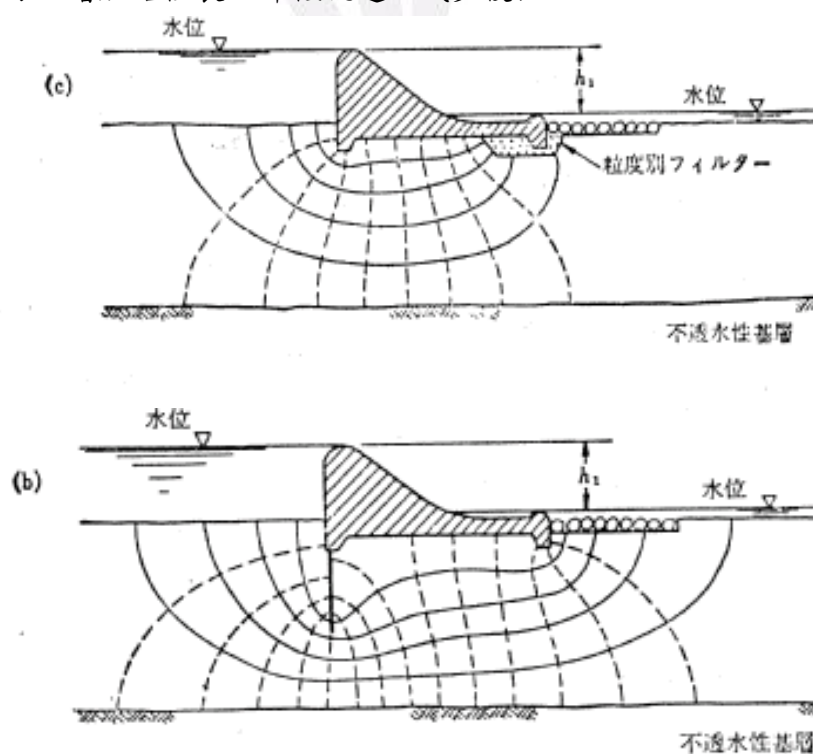 水位
(c)
h₁
水位
粒度別フィルター
不透水性基層
水位
(b)
h₁
水位
不透水性基層